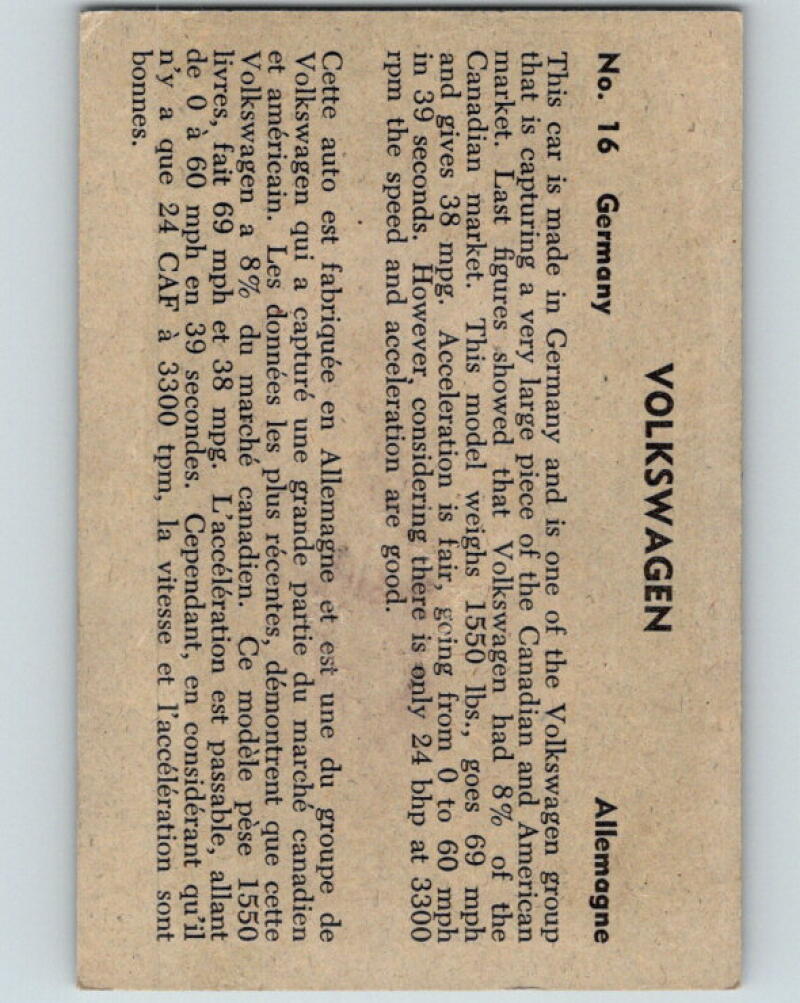 VOLKSWAGEN
No. 16 Germany Allemagne
This car is made in Germany and is one of the Volkswagen group
that is capturing a very large piece of the Canadian and American
market. Last figures showed that Volkswagen had 8% of the
Canadian market. This model weighs 1550 lbs., goes 69 mph
and gives 38 mpg. Acceleration is fair, going from 0 to 60 mph
in 39 seconds. However, considering there is only 24 bhp at 3300
rpm the speed and acceleration are good.
Cette auto est fabriquée en Allemagne et est une du groupe de
Volkswagen qui a capturé une grande partie du marché canadien
et américain. Les données les plus récentes, démontrent que cette
Volkswagen a 8% du marché canadien. Ce modèle pèse 1550
livres, fait 69 mph et 38 mpg. L'accélération est passable, allant
de 0 à 60 mph en 39 secondes. Cependant, en considérant qu'il
n'y a que 24 CAF à 3300 tpm, la vitesse et l'accélération sont
bonnes.